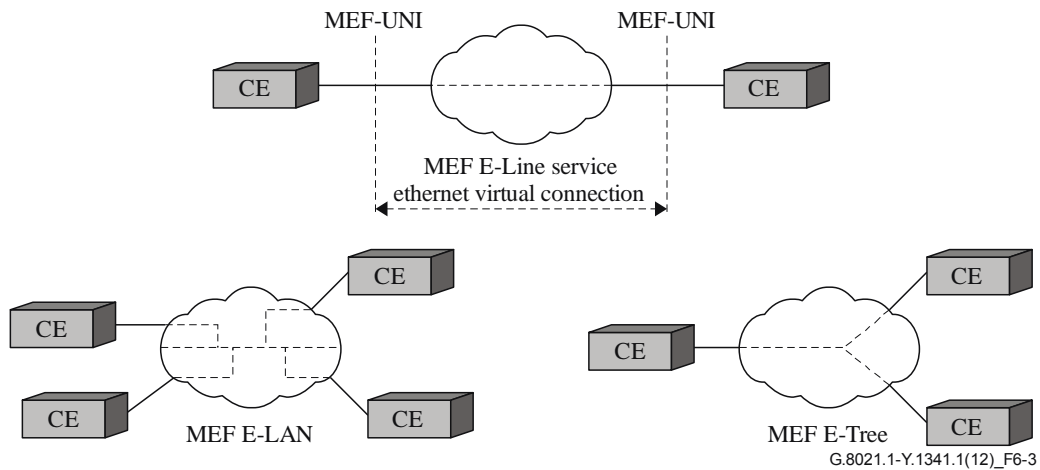 MEF-UNI
MEF-UNI
CE
CE
MEF E-Line service
ethernet virtual connection
CE
CE
CE
CE
CE
CE
CE
MEF E-LAN
MEF E-Tree
G.8021.1-Y.1341.1(12)_F6-3